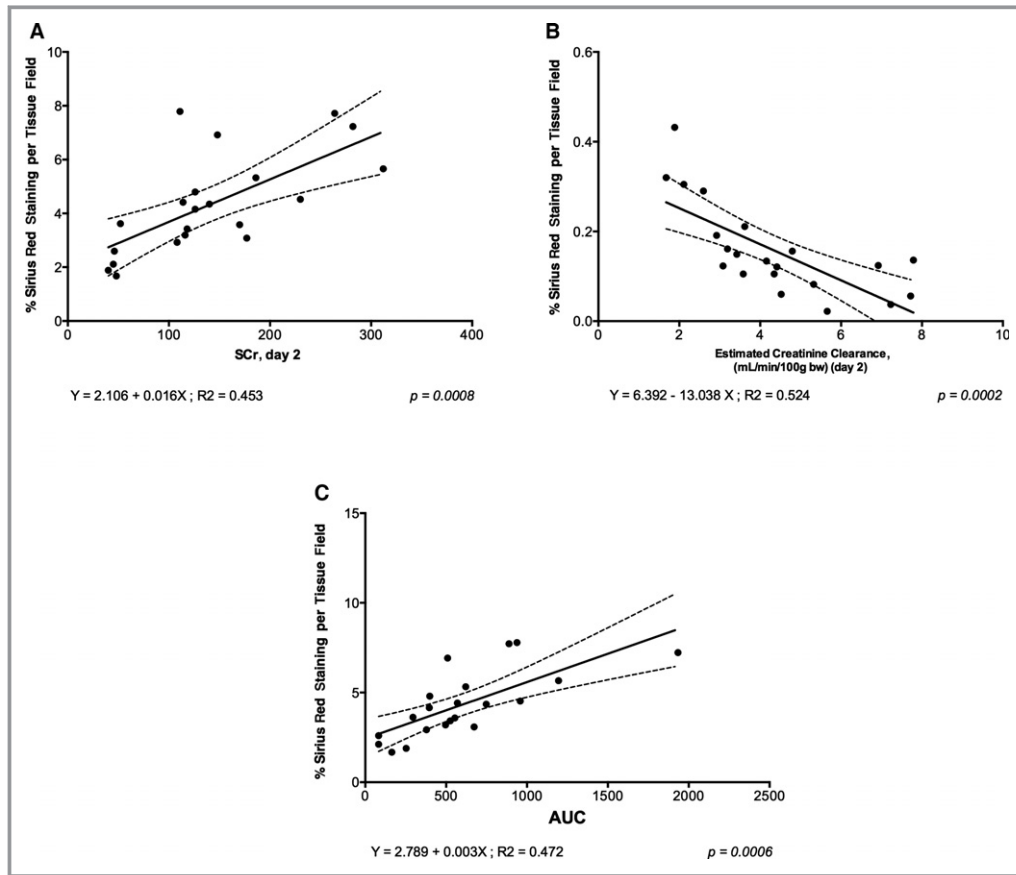 A
% Sirius Red Staining per Tissue Field
10
8
6
4
2
0
0 100 200 300 400
SCr, day 2
Y = 2.106 + 0.016X ; R2 = 0.453 p = 0.0008
B
% Sirius Red Staining per Tissue Field
0.6
0.4
0.2
0.0
0 2 4 6 8 10
Estimated Creatinine Clearance,
(mL/min/100g bw) (day 2)
Y = 6.392 - 13.038 X ; R2 = 0.524 p = 0.0002
C
% Sirius Red Staining per Tissue Field
15
10
5
0
0 500 1000 1500 2000 2500
AUC
Y = 2.789 + 0.003X ; R2 = 0.472 p = 0.0006